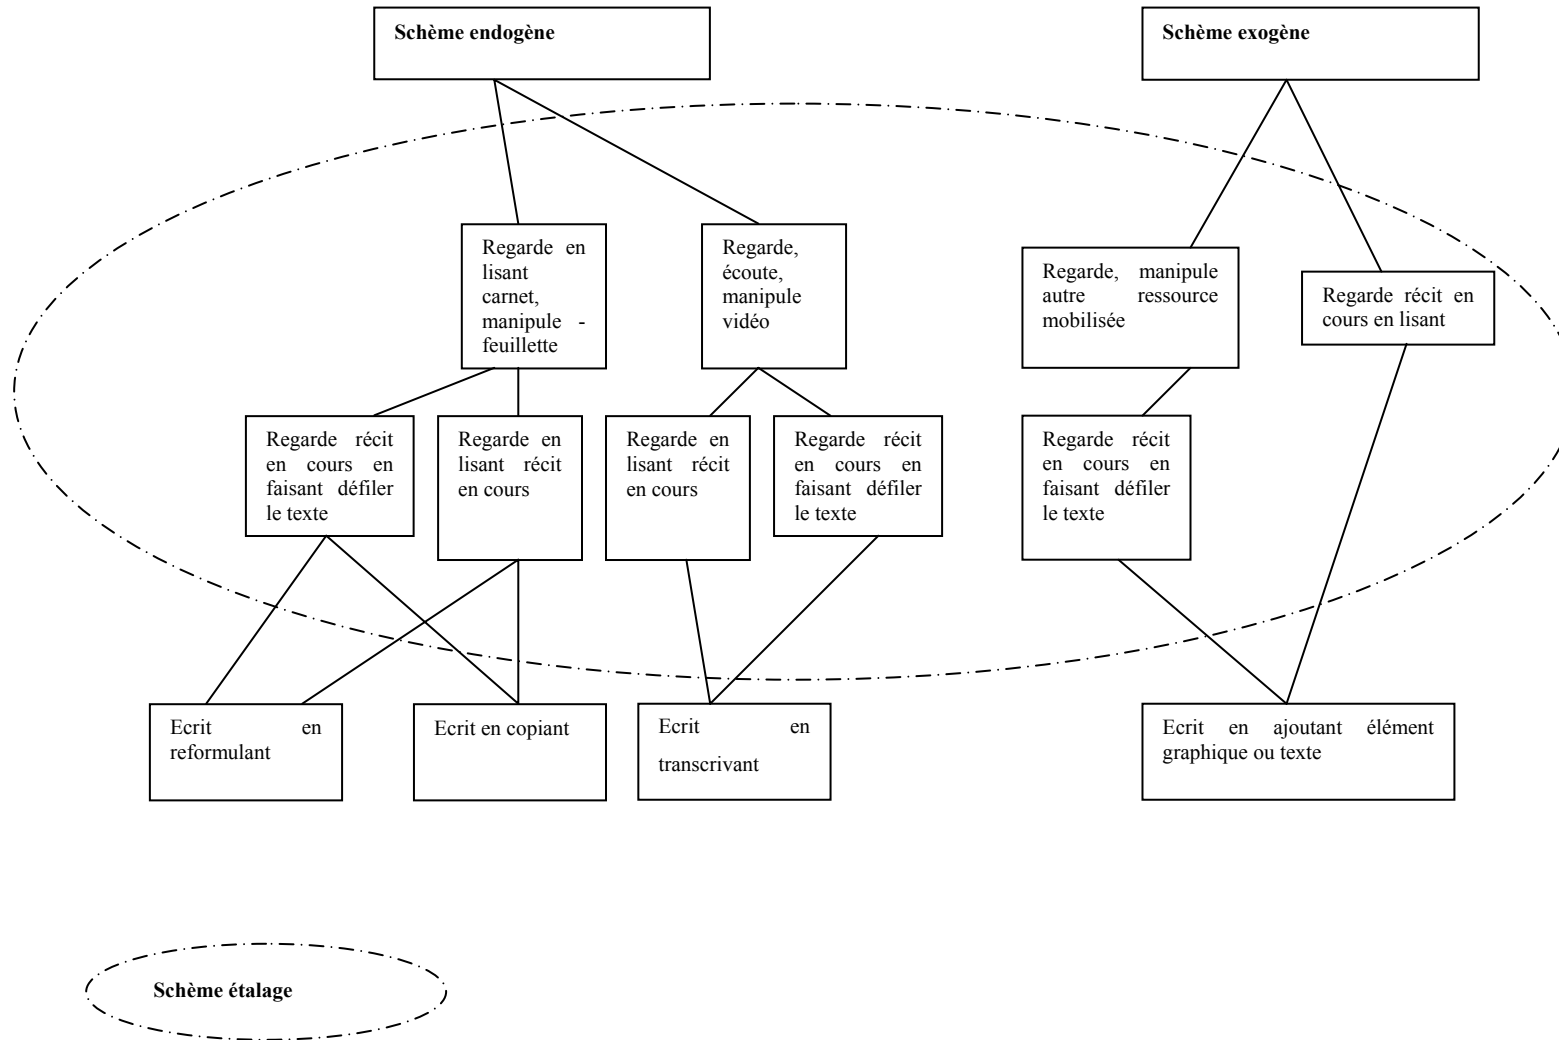 Schème endogène
Schème exogène
Regarde en
lisant
carnet,
manipule -
feuillette
Regarde,
écoute,
manipule
vidéo
Regarde, manipule
autre ressource
mobilisée
Regarde récit en
cours en lisant
Regarde récit
en cours en
faisant défiler
le texte
Regarde en
lisant récit
en cours
Regarde en
lisant récit
en cours
Regarde récit
en cours en
faisant défiler
le texte
Regarde récit
en cours en
faisant défiler
le texte
Ecrit en
reformulant
Ecrit en copiant
Ecrit en
transcrivant
Ecrit en ajoutant élément
graphique ou texte
Schème étalage